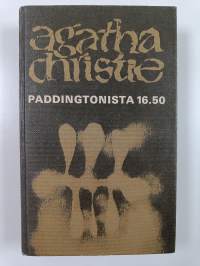 agatha
christie
PADDINGTONISTA 16.50